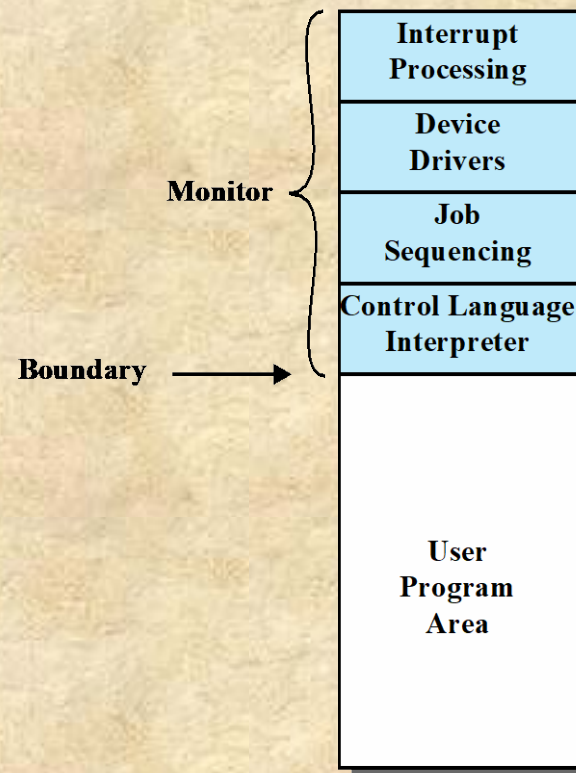 Interrupt
Processing
Device
Drivers
Monitor
Job
Sequencing
Control Language
Interpreter
Boundary
User
Program
Area